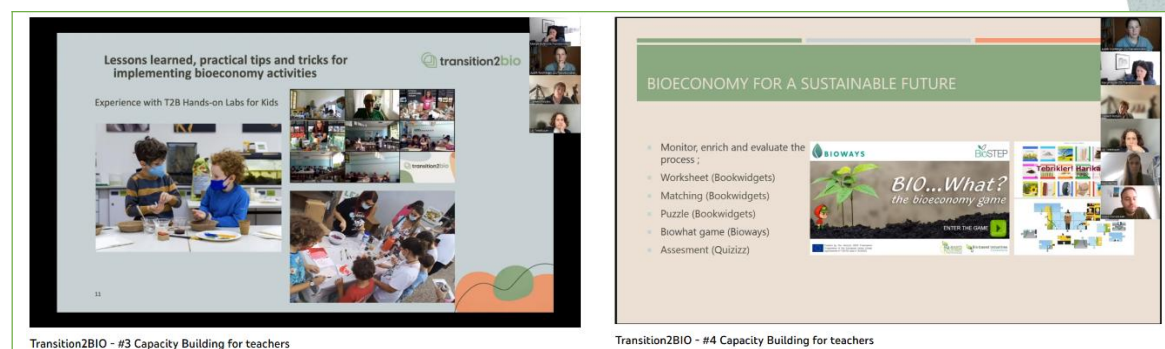 Lessons learned, practical tips and tricks for
implementing bioeconomy activities
transition2bio
Experience with T2B Hands-on Labs for Kids
transition2bio
11
Transition2BIO - #3 Capacity Building for teachers
BIOECONOMY FOR A SUSTAINABLE FUTURE
Monitor, enrich and evaluate the
process ;
Worksheet (Bookwidgets)
Matching (Bookwidgets)
Puzzle (Bookwidgets)
Biowhat game (Bioways)
Assesment (Quizizz)
BIOWAYS
BioSTEP
BIO...What?
the bioeconomy game
ENTER THE GAME
Tebrikler! Harika
Transition2BIO - #4 Capacity Building for teachers